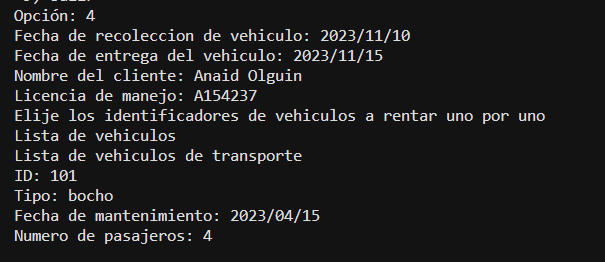 Opción: 4
Fecha de recoleccion de vehiculo: 2023/11/10
Fecha de entrega del vehiculo: 2023/11/15
Nombre del cliente: Anaid Olguin
Licencia de manejo: A154237
Elije los identificadores de vehiculos a rentar uno por uno
Lista de vehiculos
Lista de vehiculos de transporte
ID: 101
Tipo: bocho
Fecha de mantenimiento: 2023/04/15
Numero de pasajeros: 4